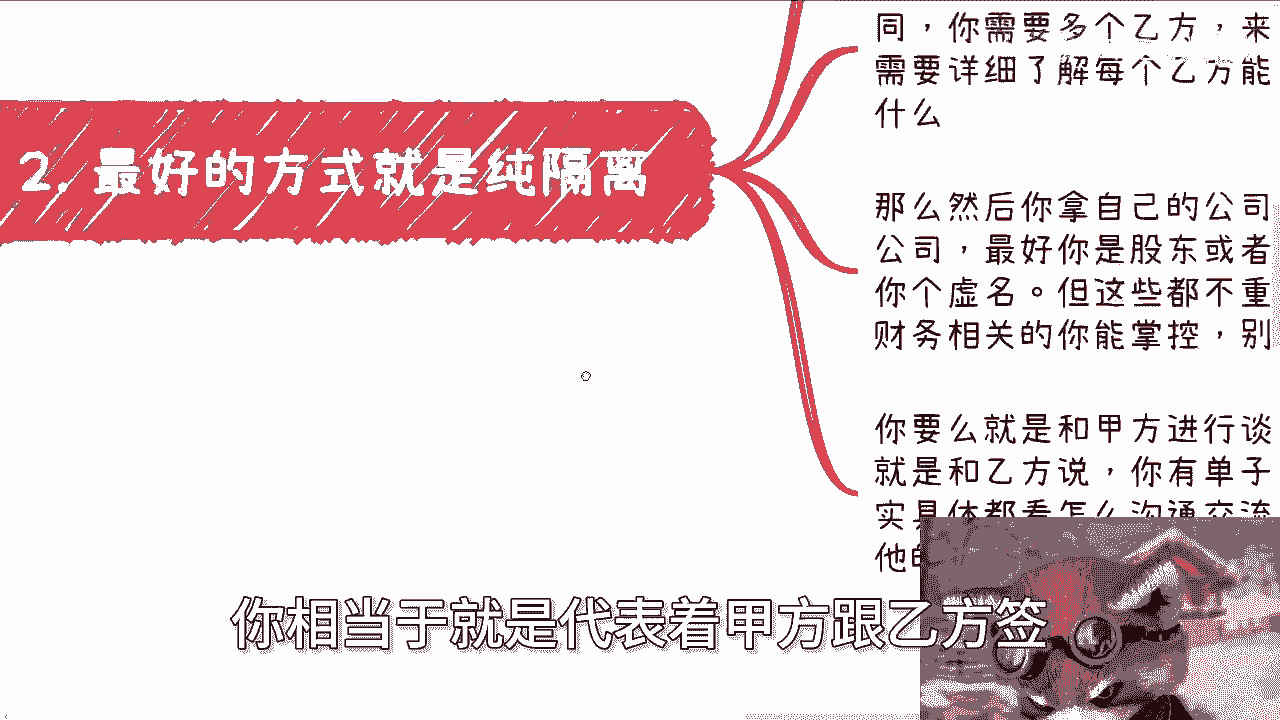 2. 最好的方式就是纯隔离
同，你需要多个乙方，来
需要详细了解每个乙方能
什么
那么然后你拿自己的公司
公司，最好你是股东或者
你个虚名。但这些都不重
财务相关的你能掌控，别
你要么就是和甲方进行谈
就是和乙方说，你有单子
实具体都看怎么沟通交流
他的
你相当于就是代表着甲方跟乙方签